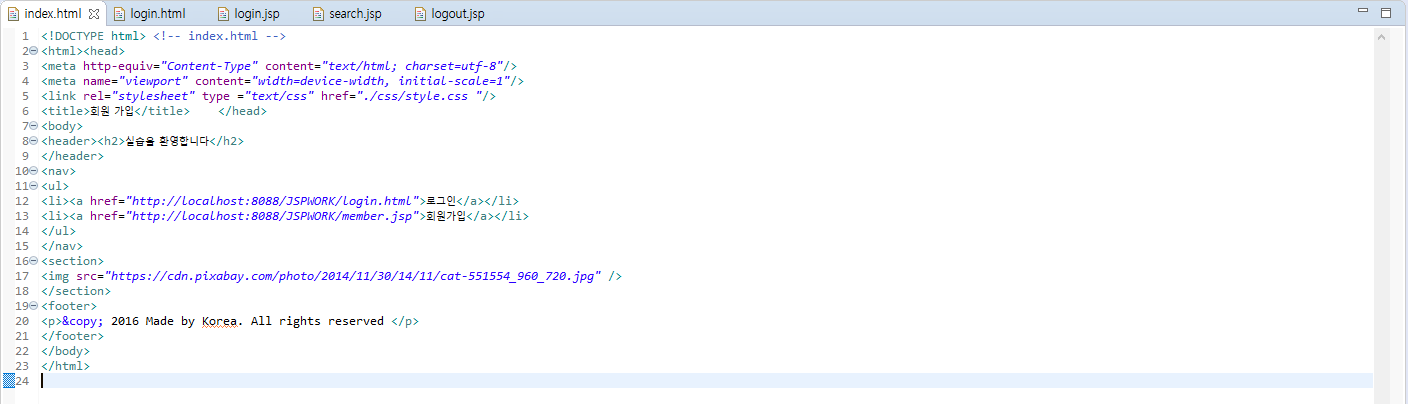 index.html login.html login.jsp search.jsp logout.jsp
1 <!DOCTYPE html> <!-- index.html -->
2 <html><head>
3 <meta http-equiv="Content-Type" content="text/html; charset=utf-8"/>
4 <meta name="viewport" content="width=device-width, initial-scale=1"/>
5 <link rel="stylesheet" type ="text/css" href="./css/style.css "/>
6 <title>회원 가입</title>    </head>
7 <body>
8 <header><h2>실습을 환영합니다</h2>
9 </header>
10 <nav>
11 <ul>
12 <li><a href="http://localhost:8088/JSPWORK/login.html">로그인</a></li>
13 <li><a href="http://localhost:8088/JSPWORK/member.jsp">회원가입</a></li>
14 </ul>
15 </nav>
16 <section>
17 <img src="https://cdn.pixabay.com/photo/2014/11/30/14/11/cat-551554_960_720.jpg" />
18 </section>
19 <footer>
20 <p>&copy; 2016 Made by Korea. All rights reserved </p>
21 </footer>
22 </body>
23 </html>
24